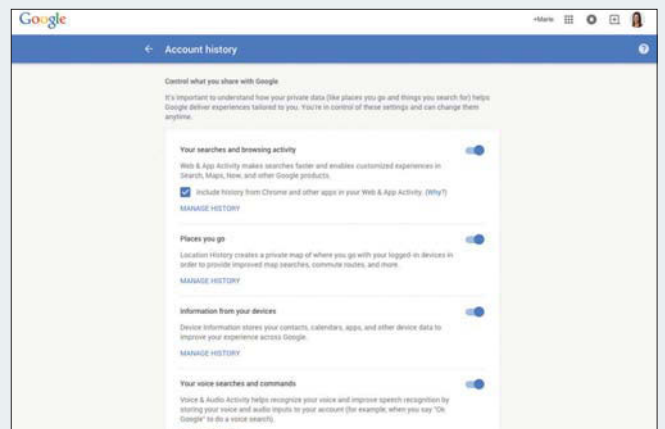 Google
+Marie
Account history
Control what you share with Google
It's important to understand how your private data (like places you go and things you search for) helps
Google deliver experiences tailored to you. You're in control of these settings and can change them
anytime.
Your searches and browsing activity
Web & App Activity makes searches faster and enables customized experiences in
Search, Maps, Now, and other Google products.
Include history from Chrome and other apps in your Web & App Activity. (Why?)
MANAGE HISTORY
Places you go
Location History creates a private map of where you go with your logged-in devices in
order to provide improved map searches, commute routes, and more.
MANAGE HISTORY
Information from your devices
Device Information stores your contacts, calendars, apps, and other device data to
improve your experience across Google.
MANAGE HISTORY
Your voice searches and commands
Voice & Audio Activity helps recognize your voice and improve speech recognition by
storing your voice and audio inputs to your account (for example, when you say "Ok
Google" to do a voice search).